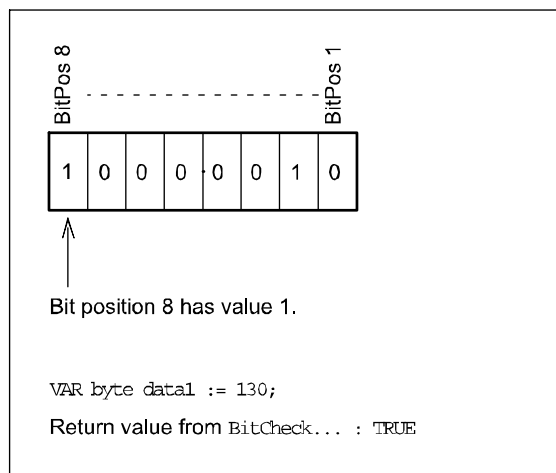 BitPos 8
BitPos 1
1 0 0 0 0 0 1 0
Bit position 8 has value 1.
VAR byte data1 := 130;
Return value from BitCheck... : TRUE